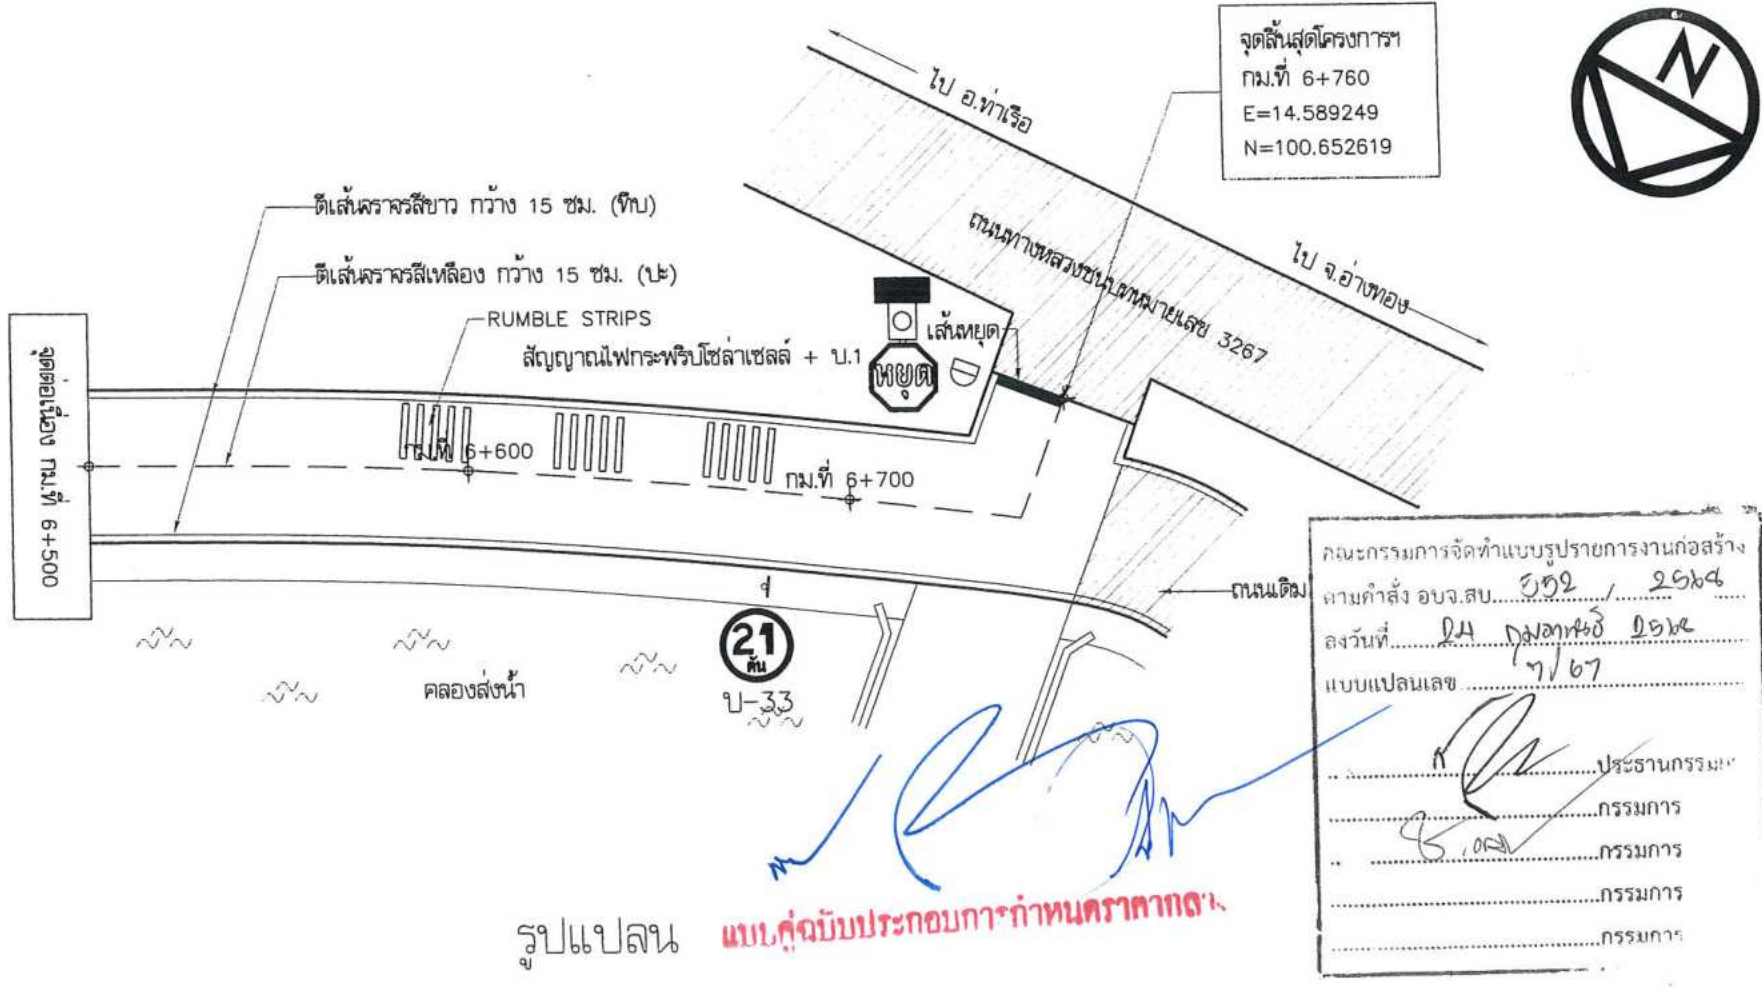 จุดสิ้นสุดโครงการฯ
กม.ที่ 6+760
E=14.589249
N=100.652619
N
ไป อ.ท่าเรือ
ถนนทางหลวงชนบทหมายเลข 3267
ไป จ.อ่างทอง
ตีเส้นจราจรสีขาว กว้าง 15 ซม. (ทึบ)
ตีเส้นจราจรสีเหลือง กว้าง 15 ซม. (ปะ)
RUMBLE STRIPS
สัญญาณไฟกระพริบโซล่าเซลล์ + บ.1
หยุด
เส้นหยุด
จุดต่อเนื่อง กม.ที่ 6+500
กม.ที่ 6+600
กม.ที่ 6+700
ถนนเดิม
21
ตัน
บ-33
คลองส่งน้ำ
คณะกรรมการจัดทำแบบรูปรายการงานก่อสร้าง
ตามคำสั่ง อบจ.สบ. / 2568
ลงวันที่ 24 กุมภาพันธ์ 2568
แบบแปลนเลข 7/67
ประธานกรรมการ
กรรมการ
กรรมการ
กรรมการ
กรรมการ
รูปแปลน
แบบคู่ฉบับประกอบการกำหนดราคากลาง